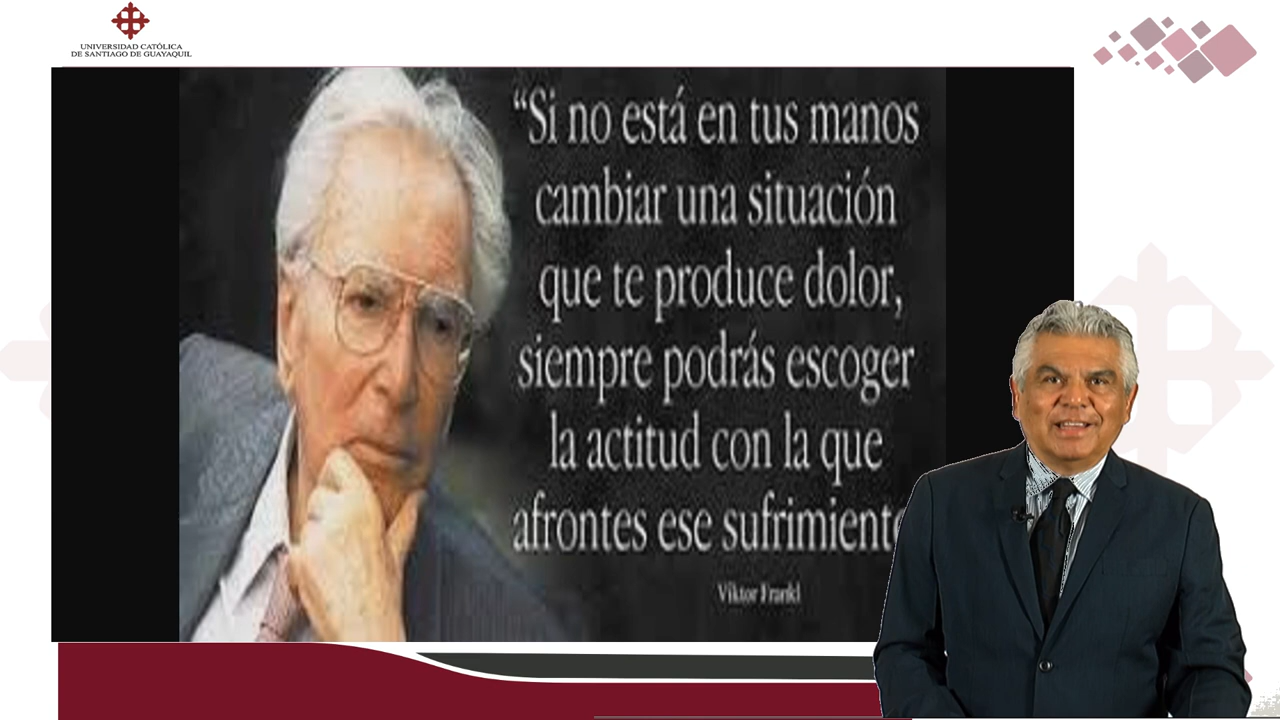 UNIVERSIDAD CATÓLICA
DE SANTIAGO DE GUAYAQUIL
“Si no está en tus manos
cambiar una situación
que te produce dolor,
siempre podrás escoger
la actitud con la que
afrontes ese sufrimiento
Viktor Frankl